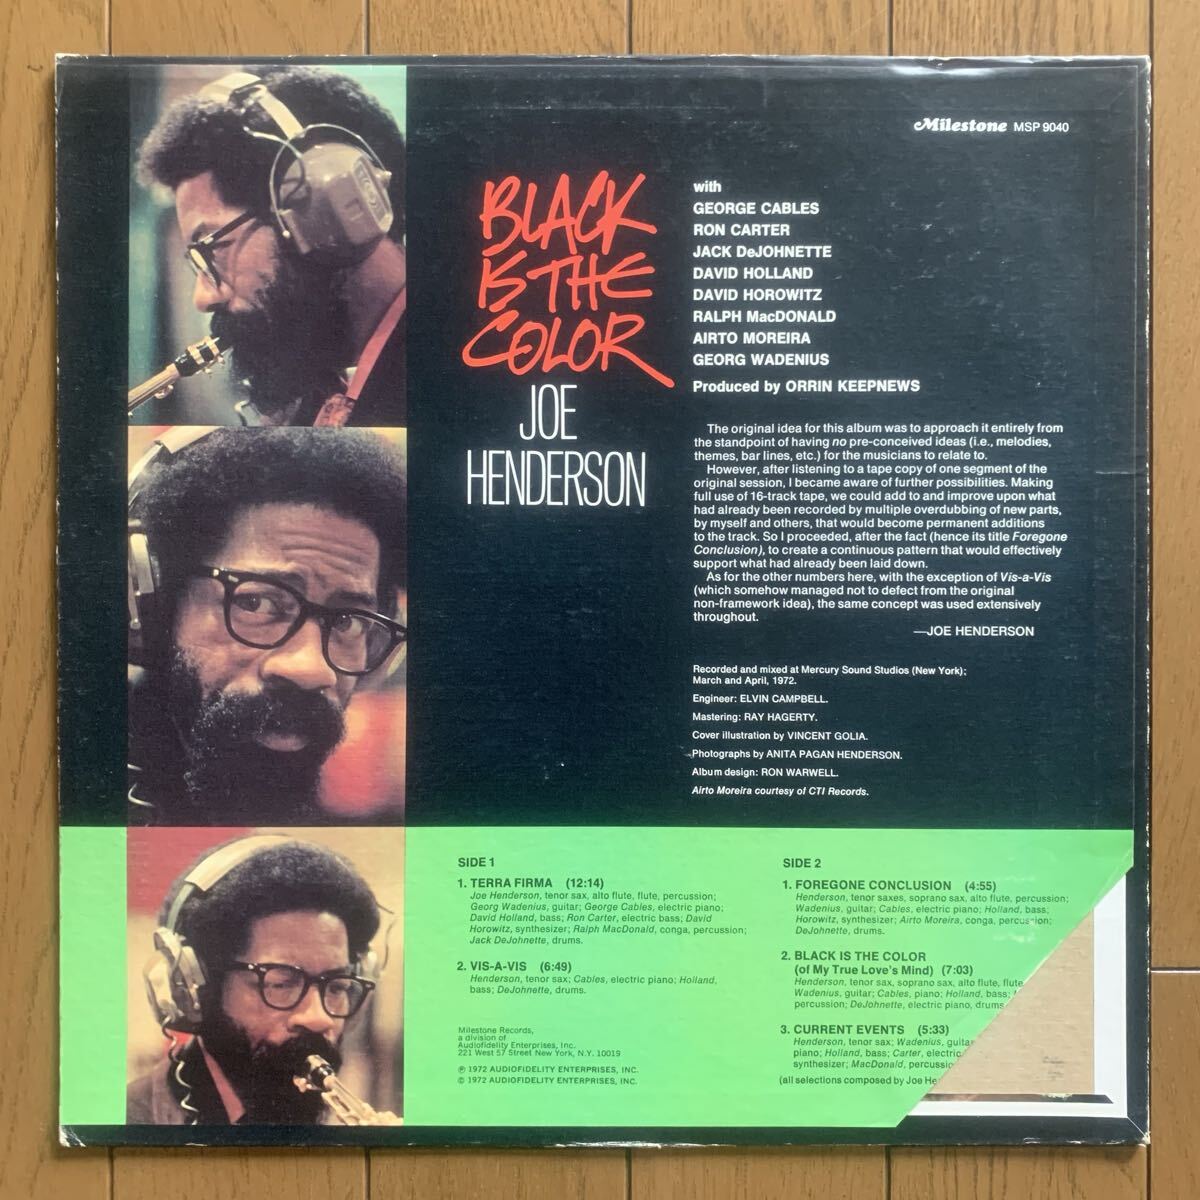 Milestone MSP 9040
BLACK
IS THE
COLOR
JOE
HENDERSON
with
GEORGE CABLES
RON CARTER
JACK DeJOHNETTE
DAVID HOLLAND
DAVID HOROWITZ
RALPH MacDONALD
AIRTO MOREIRA
GEORG WADENIUS
Produced by ORRIN KEEPNEWS
The original idea for this album was to approach it entirely from
the standpoint of having no pre-conceived ideas (i.e., melodies,
themes, bar lines, etc.) for the musicians to relate to.
However, after listening to a tape copy of one segment of the
original session, I became aware of further possibilities. Making
full use of 16-track tape, we could add to and improve upon what
had already been recorded by multiple overdubbing of new parts,
by myself and others, that would become permanent additions
to the track. So I proceeded, after the fact (hence its title Foregone
Conclusion), to create a continuous pattern that would effectively
support what had already been laid down.
As for the other numbers here, with the exception of Vis-a-Vis
(which somehow managed not to defect from the original
non-framework idea), the same concept was used extensively
throughout.
—JOE HENDERSON
Recorded and mixed at Mercury Sound Studios (New York);
March and April, 1972.
Engineer: ELVIN CAMPBELL.
Mastering: RAY HAGERTY.
Cover illustration by VINCENT GOLIA.
Photographs by ANITA PAGAN HENDERSON.
Album design: RON WARWELL.
Airto Moreira courtesy of CTI Records.
SIDE 1
1. TERRA FIRMA (12:14)
Joe Henderson, tenor sax, alto flute, flute, percussion;
Georg Wadenius, guitar; George Cables, electric piano;
David Holland, bass; Ron Carter, electric bass; David
Horowitz, synthesizer; Ralph MacDonald, conga, percussion;
Jack DeJohnette, drums.
2. VIS-A-VIS (6:49)
Henderson, tenor sax; Cables, electric piano; Holland,
bass; DeJohnette, drums.
Milestone Records,
a division of
Audiofidelity Enterprises, Inc.
221 West 57 Street New York, N.Y. 10019
℗ 1972 AUDIOFIDELITY ENTERPRISES, INC.
© 1972 AUDIOFIDELITY ENTERPRISES, INC.
SIDE 2
1. FOREGONE CONCLUSION (4:55)
Henderson, tenor saxes, soprano sax, alto flute, percussion;
Wadenius, guitar; Cables, electric piano; Holland, bass;
Horowitz, synthesizer; Airto Moreira, conga, percussion;
DeJohnette, drums.
2. BLACK IS THE COLOR
(of My True Love's Mind) (7:03)
Henderson, tenor sax, soprano sax, alto flute, flute
Wadenius, guitar; Cables, piano; Holland, bass;
percussion; DeJohnette, electric piano, drums
3. CURRENT EVENTS (5:33)
Henderson, tenor sax; Wadenius, guitar
piano; Holland, bass; Carter, electric
synthesizer; MacDonald, percussio
(all selections composed by Joe He